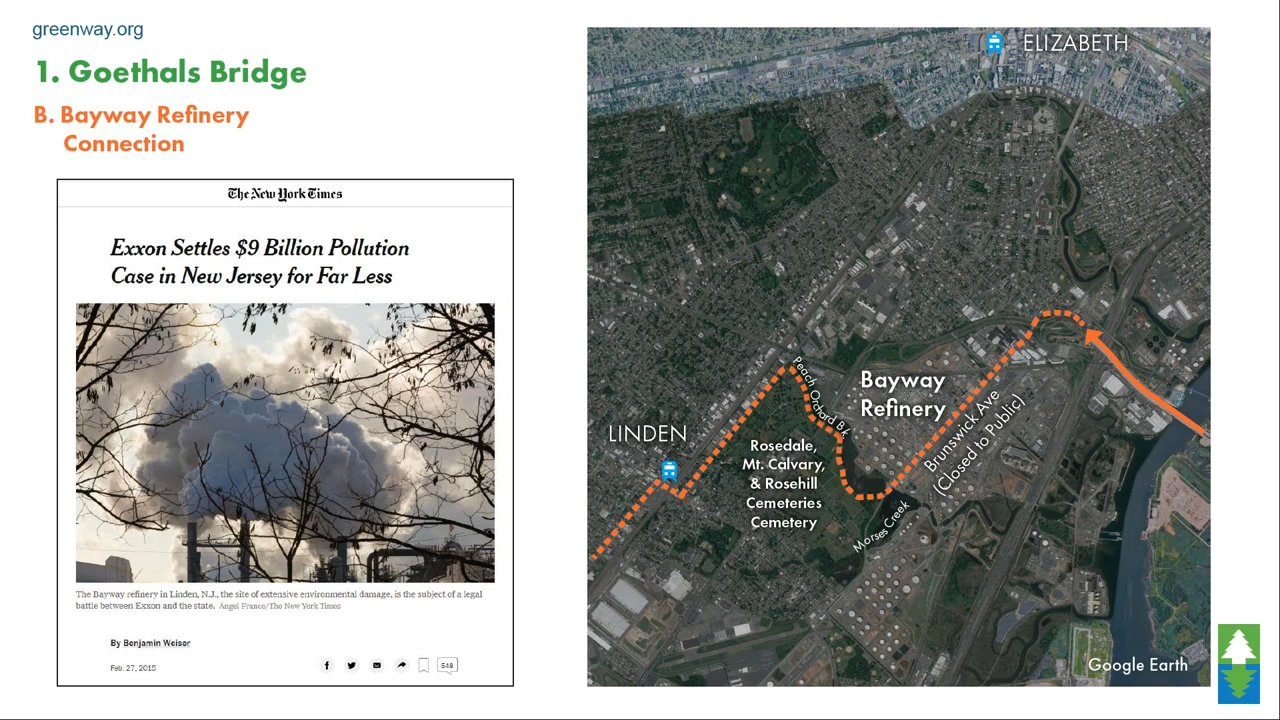 greenway.org
1. Goethals Bridge
B. Bayway Refinery
Connection
The New York Times
Exxon Settles $9 Billion Pollution
Case in New Jersey for Far Less
The Bayway refinery in Linden, N.J., the site of extensive environmental damage, is the subject of a legal
battle between Exxon and the state. Angel Franco/The New York Times
By Benjamin Weiser
Feb. 27, 2015
549
ELIZABETH
Peach Orchard Bk.
Bayway
Refinery
LINDEN
Brunswick Ave
(Closed to Public)
Rosedale,
Mt. Calvary,
& Rosehill
Cemeteries
Cemetery
Morses Creek
Google Earth